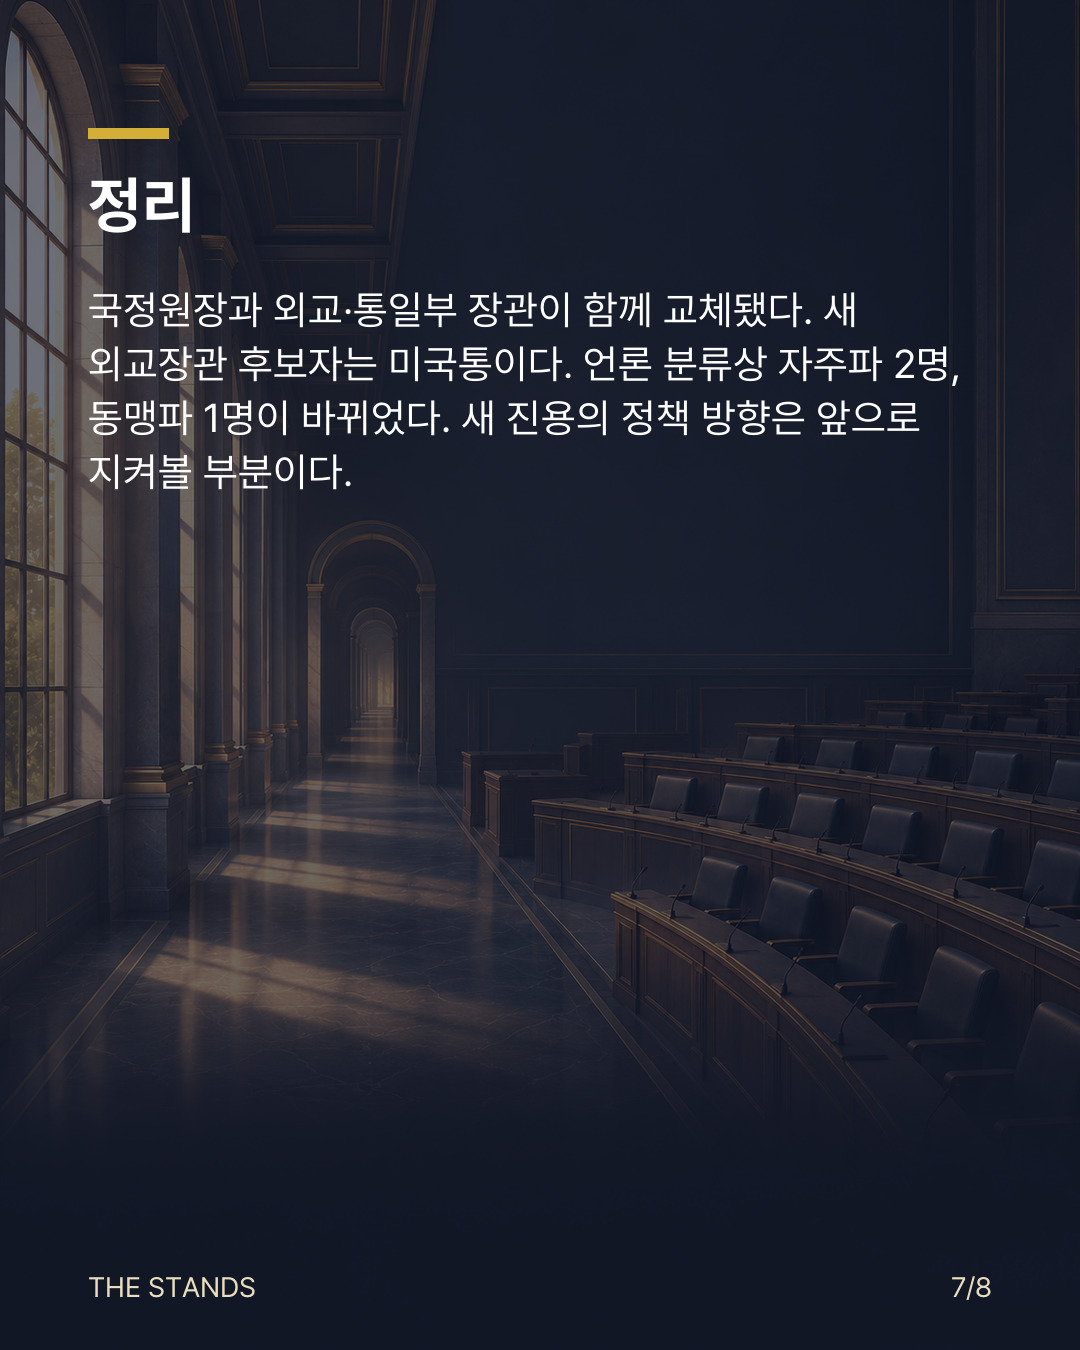 정리
국정원장과 외교·통일부 장관이 함께 교체됐다. 새
외교장관 후보자는 미국통이다. 언론 분류상 자주파 2명,
동맹파 1명이 바뀌었다. 새 진용의 정책 방향은 앞으로
지켜볼 부분이다.
THE STANDS
7/8